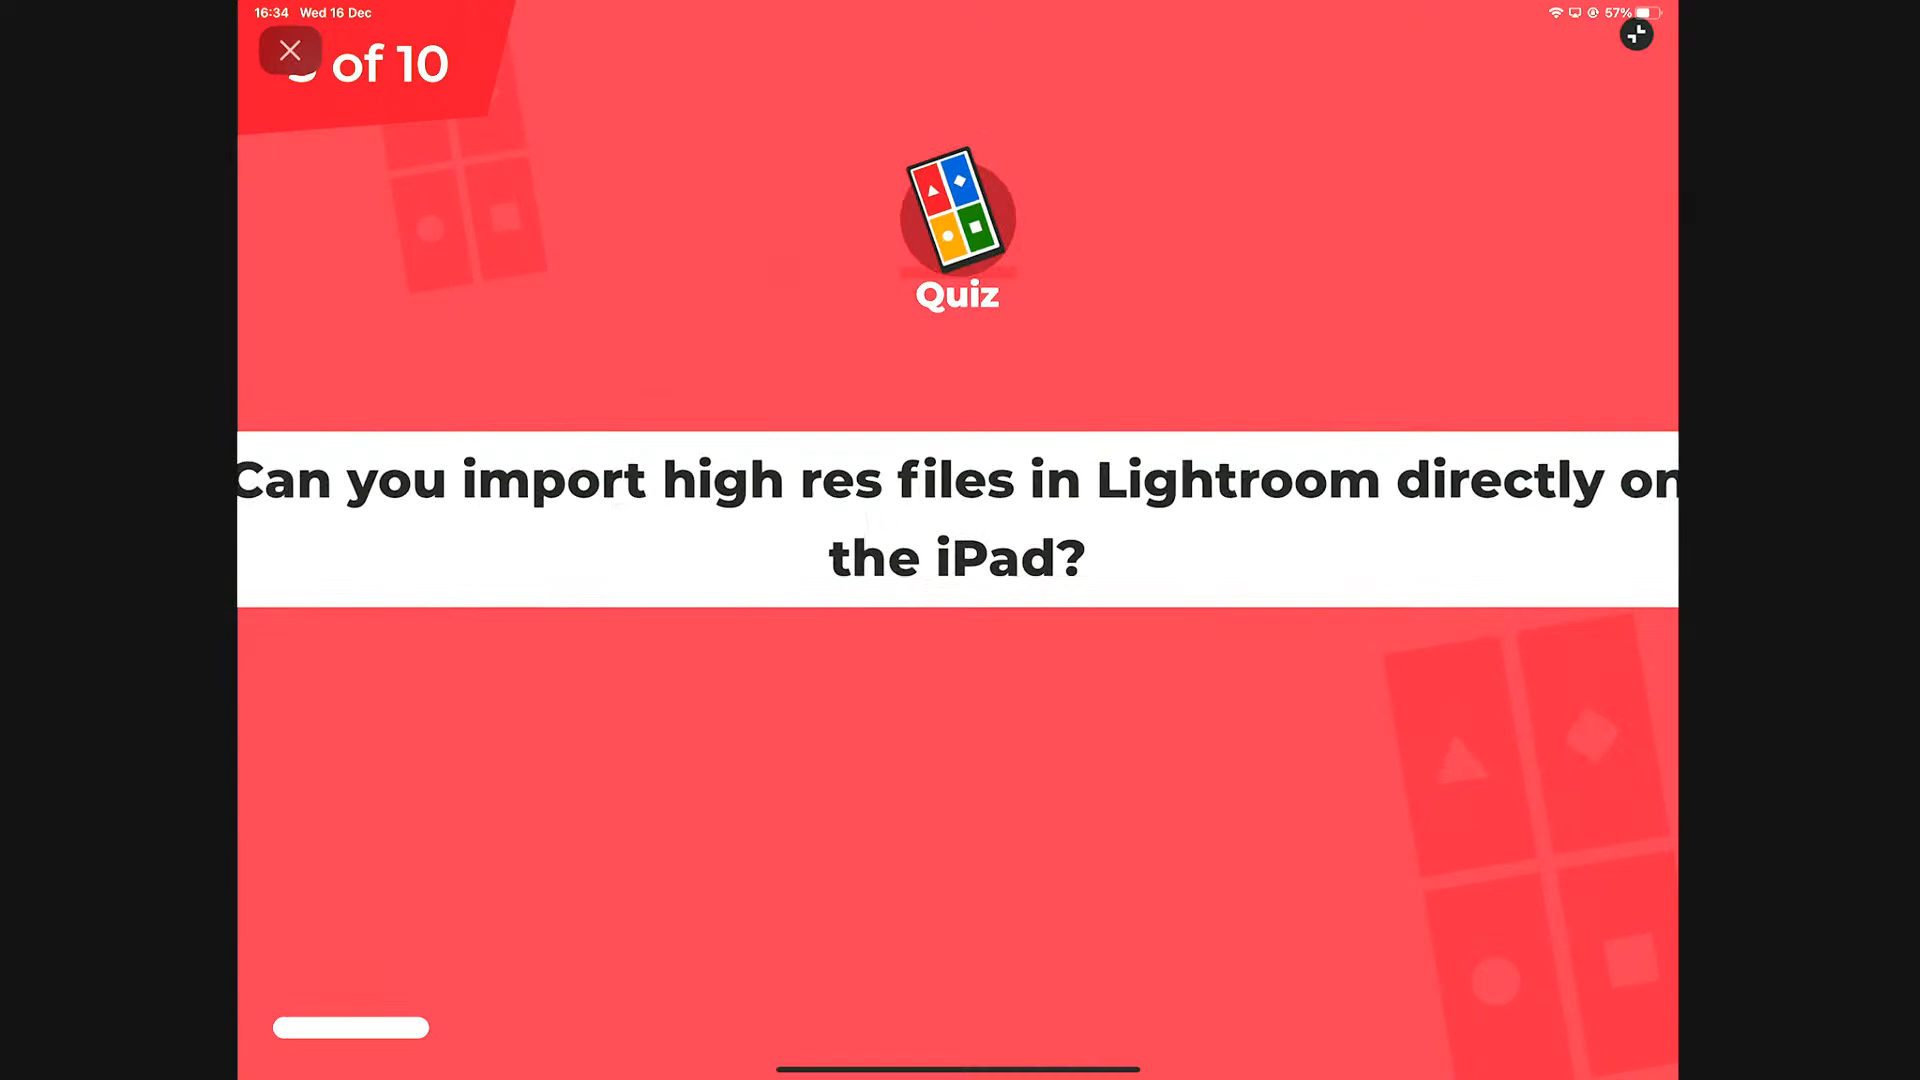 16:34 Wed 16 Dec
57%
of 10
Quiz
Can you import high res files in Lightroom directly on
the iPad?